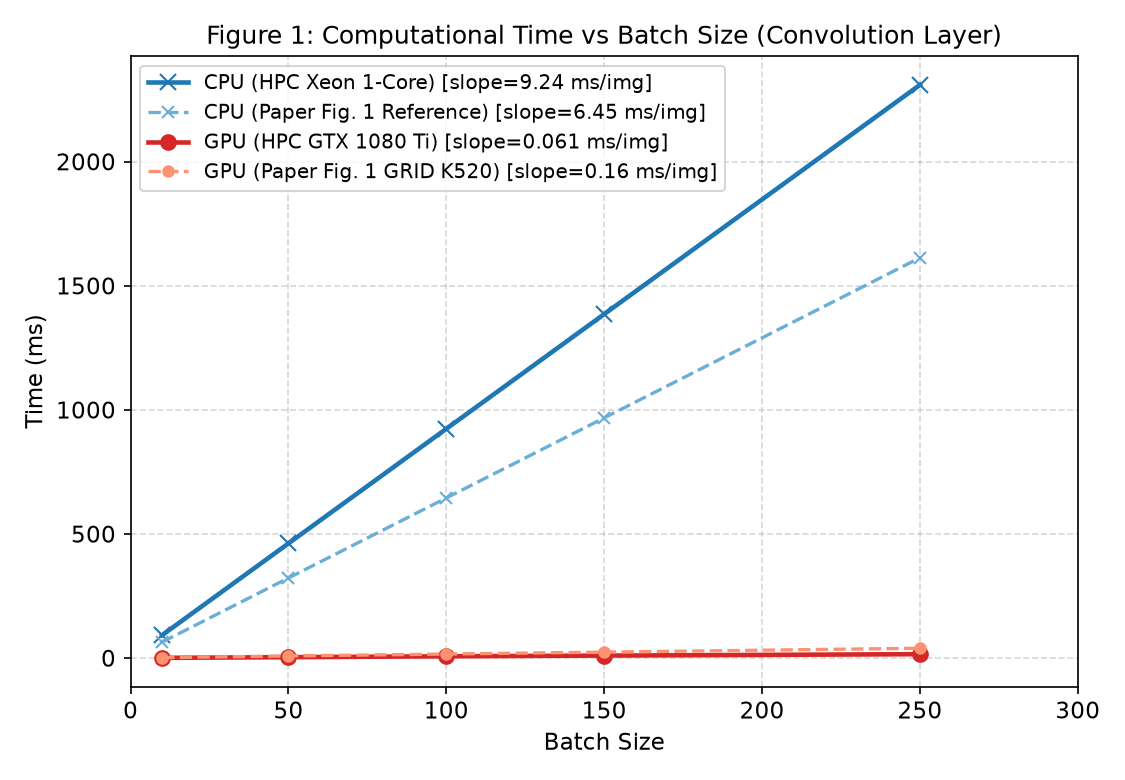 Figure 1: Computational Time vs Batch Size (Convolution Layer)
CPU (HPC Xeon 1-Core) [slope=9.24 ms/img]
CPU (Paper Fig. 1 Reference) [slope=6.45 ms/img]
GPU (HPC GTX 1080 Ti) [slope=0.061 ms/img]
GPU (Paper Fig. 1 GRID K520) [slope=0.16 ms/img]
Time (ms)
2000
1500
1000
500
0
0 50 100 150 200 250 300
Batch Size